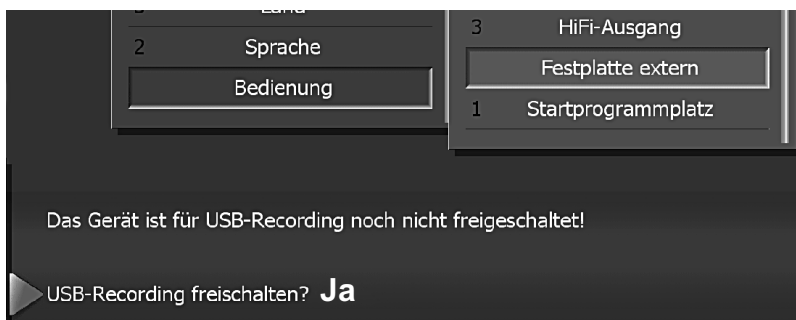 2 Sprache
Bedienung
3 HiFi-Ausgang
Festplatte extern
1 Startprogrammplatz
Das Gerät ist für USB-Recording noch nicht freigeschaltet!
USB-Recording freischalten? Ja